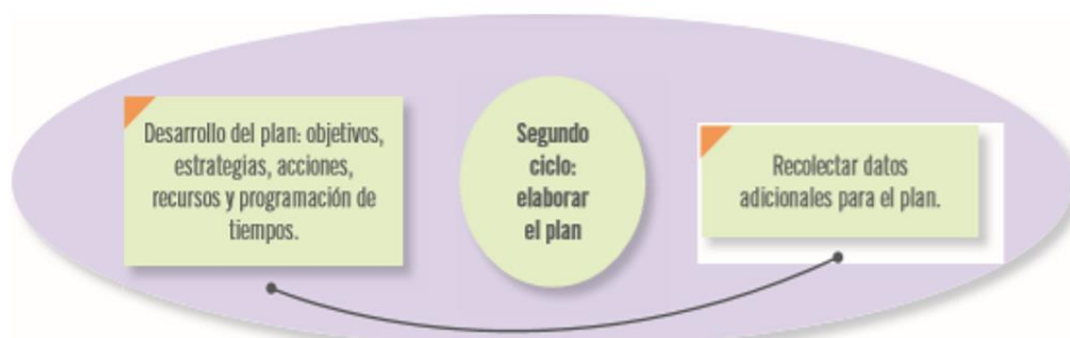 Desarrollo del plan: objetivos,
estrategias, acciones,
recursos y programación de
tiempos.
Segundo
ciclo:
elaborar
el plan
Recolectar datos
adicionales para el plan.